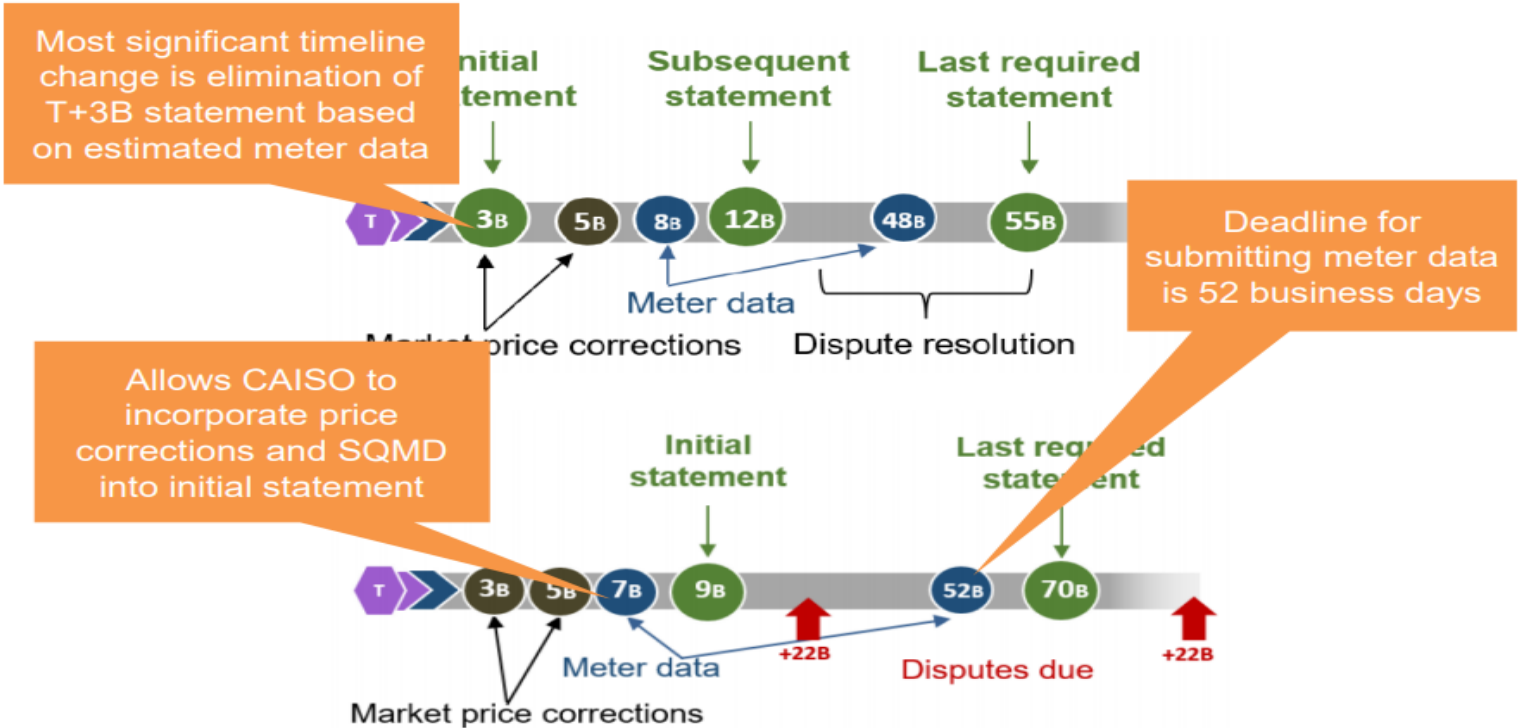 Most significant timeline
change is elimination of
T+3B statement based
on estimated meter data
Initial
statement
Subsequent
statement
Last required
statement
T
3B
5B
8B
12B
48B
55B
Meter data
Market price corrections
Dispute resolution
Deadline for
submitting meter data
is 52 business days
Allows CAISO to
incorporate price
corrections and SQMD
into initial statement
Initial
statement
Last required
statement
T
3B
5B
7B
9B
52B
70B
+22B
+22B
Meter data
Disputes due
Market price corrections